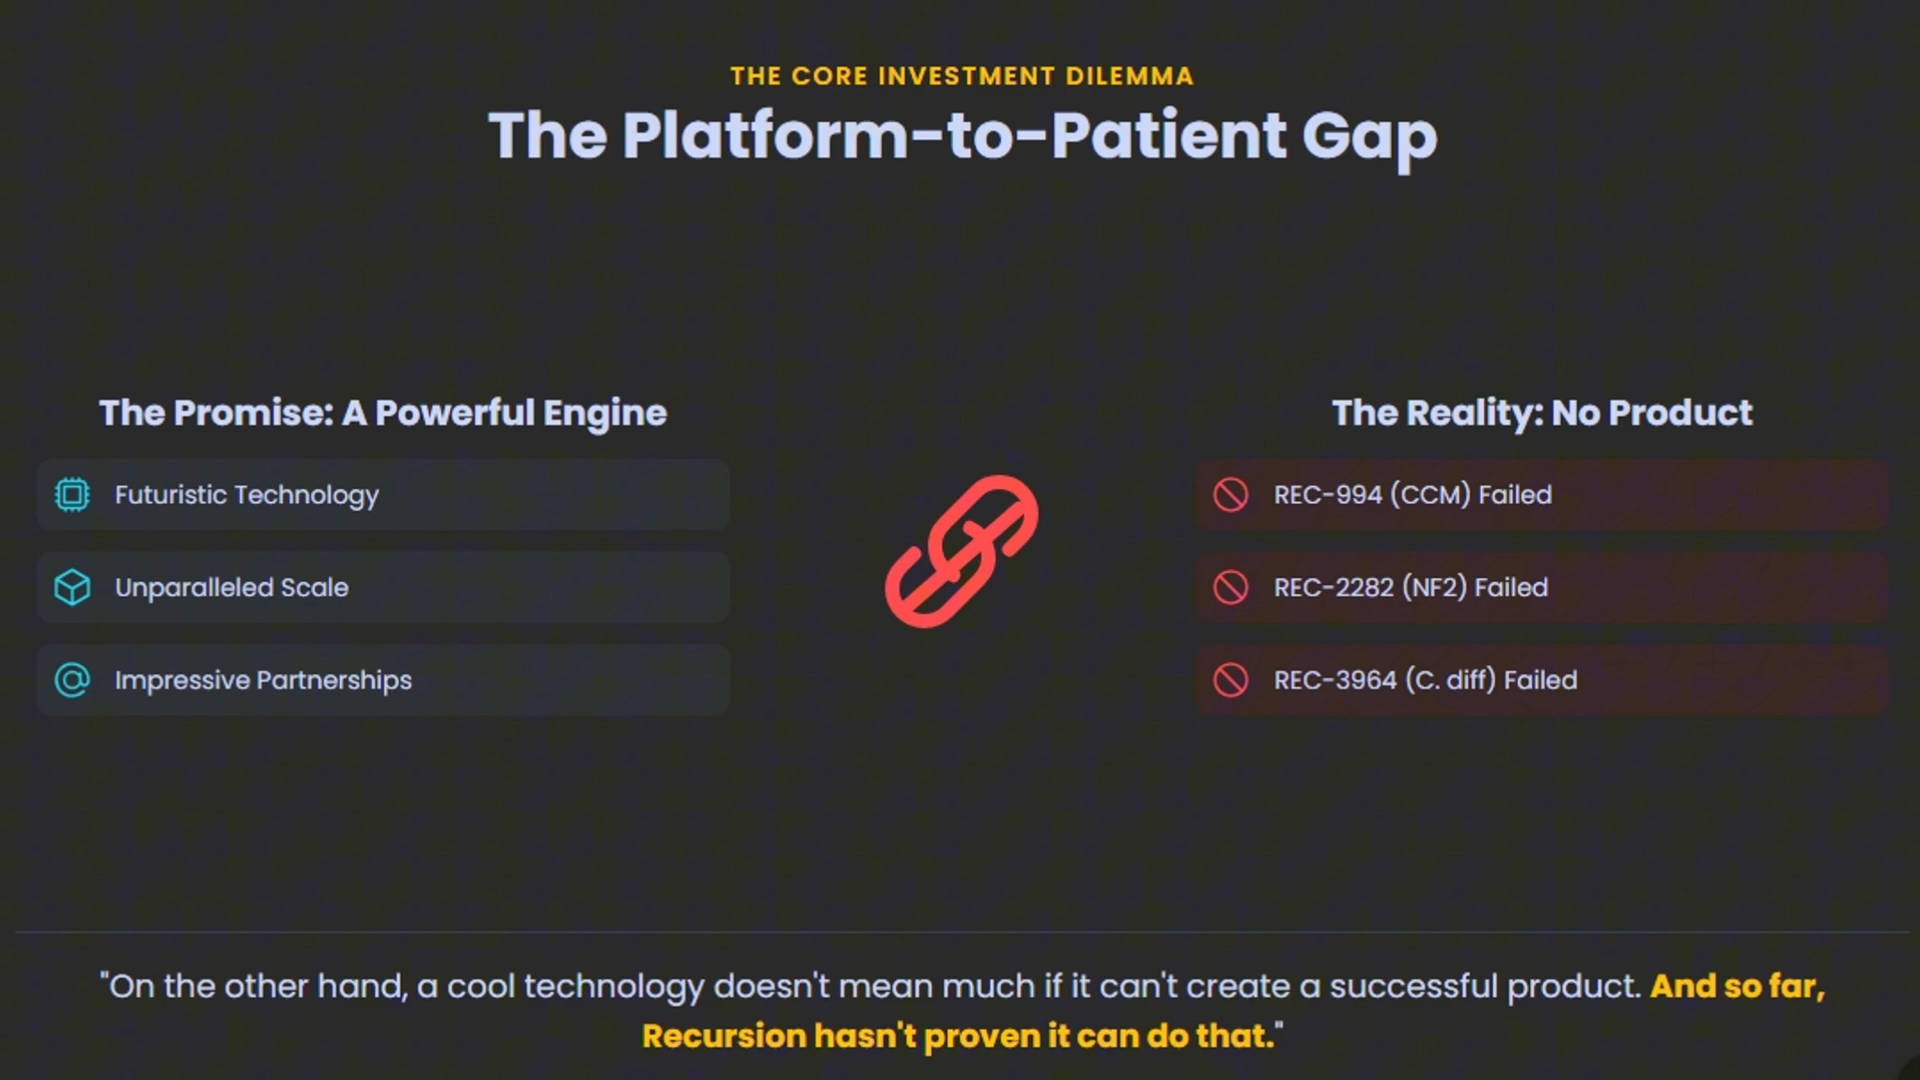 THE CORE INVESTMENT DILEMMA
The Platform-to-Patient Gap
The Promise: A Powerful Engine
Futuristic Technology
Unparalleled Scale
Impressive Partnerships
The Reality: No Product
REC-994 (CCM) Failed
REC-2282 (NF2) Failed
REC-3964 (C. diff) Failed
"On the other hand, a cool technology doesn't mean much if it can't create a successful product. And so far,
Recursion hasn't proven it can do that."